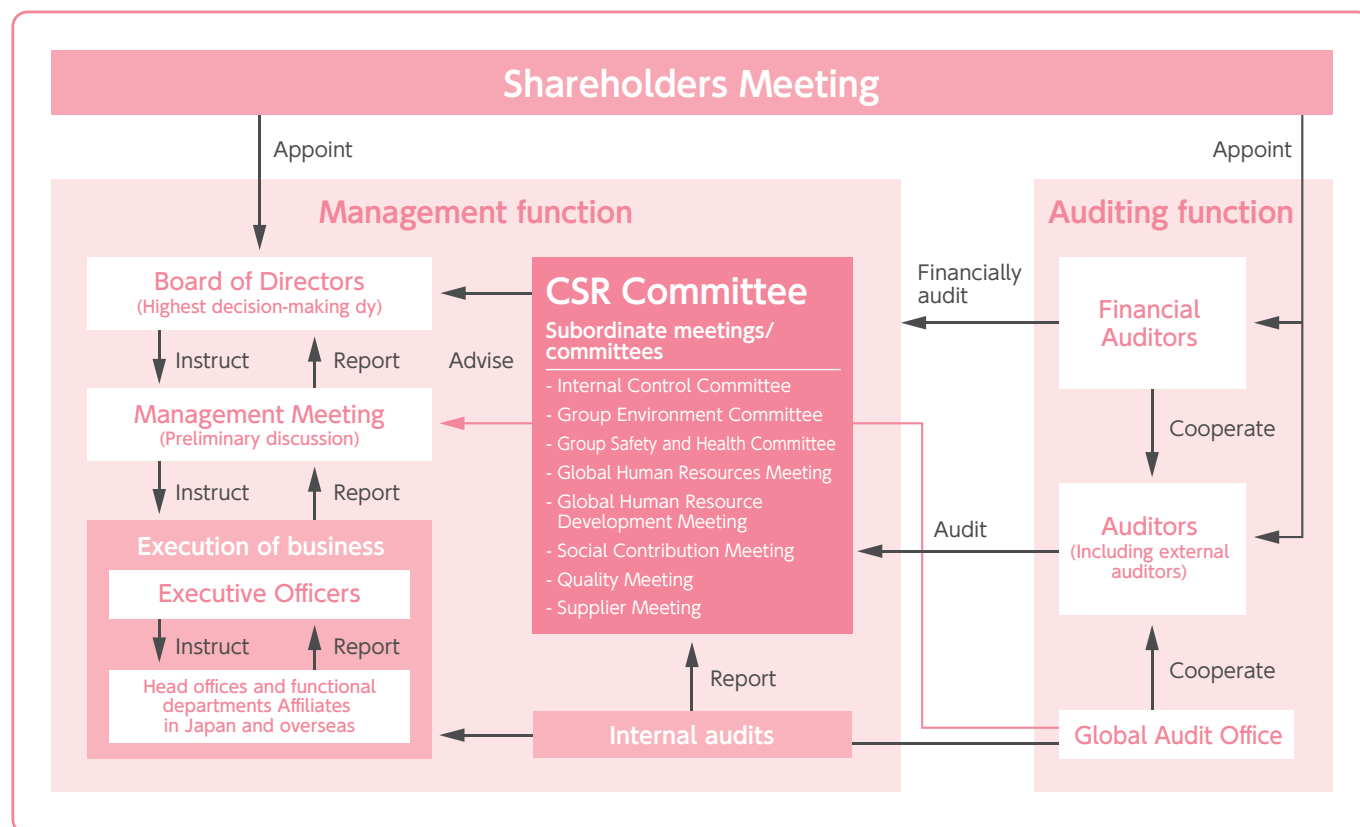 Shareholders Meeting
Appoint
Appoint
Management function
Auditing function
Board of Directors
(Highest decision-making dy)
Instruct
Report
Advise
Management Meeting
(Preliminary discussion)
Instruct
Report
Execution of business
Executive Officers
Instruct
Report
Head offices and functional
departments Affiliates
in Japan and overseas
CSR Committee
Subordinate meetings/
committees
- Internal Control Committee
- Group Environment Committee
- Group Safety and Health Committee
- Global Human Resources Meeting
- Global Human Resource
Development Meeting
- Social Contribution Meeting
- Quality Meeting
- Supplier Meeting
Report
Internal audits
Financially
audit
Financial
Auditors
Cooperate
Audit
Auditors
(Including external
auditors)
Cooperate
Global Audit Office